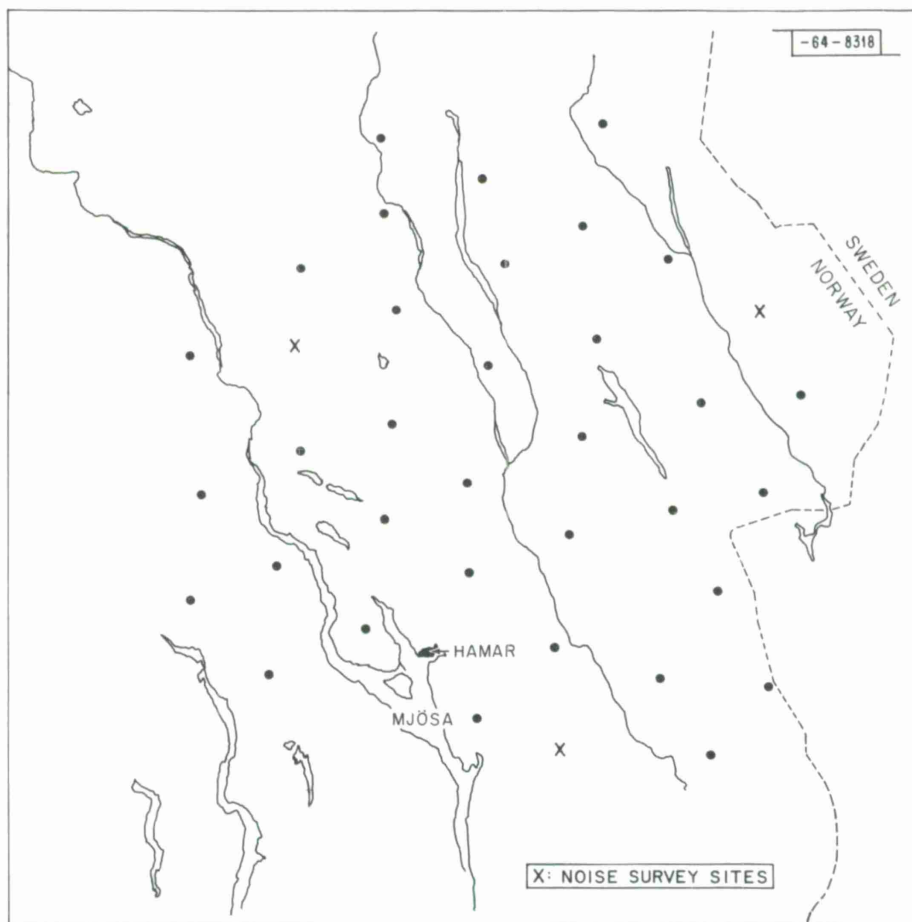 -64-8318
SWEDEN
NORWAY
X
X
HAMAR
MJÖSA
X
X: NOISE SURVEY SITES